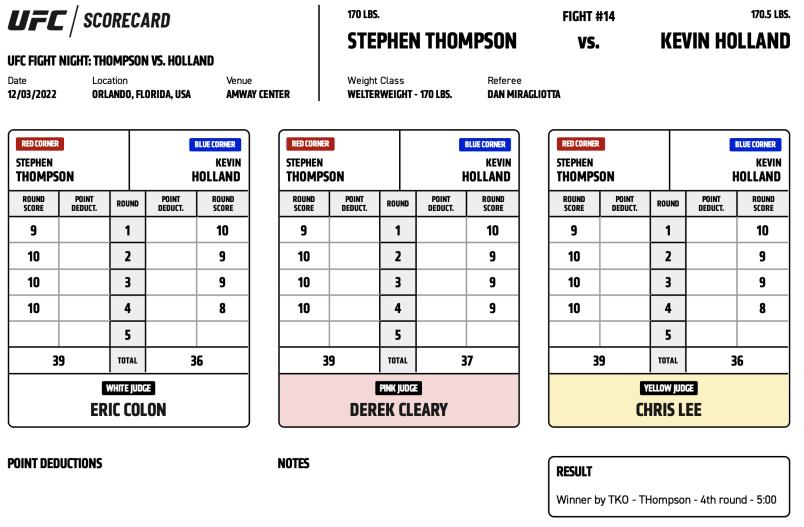 UFC / SCORECARD
UFC FIGHT NIGHT: THOMPSON VS. HOLLAND
Date Location Venue
12/03/2022 ORLANDO, FLORIDA, USA AMWAY CENTER
170 LBS. FIGHT #14 170.5 LBS.
STEPHEN THOMPSON VS. KEVIN HOLLAND
Weight Class Referee
WELTERWEIGHT - 170 LBS. DAN MIRAGLIOTTA
RED CORNER BLUE CORNER
STEPHEN KEVIN
THOMPSON HOLLAND
ROUND POINT ROUND POINT ROUND
SCORE DEDUCT. DEDUCT. SCORE
9 1 10
10 2 9
10 3 9
10 4 8
5
39 TOTAL 36
WHITE JUDGE
ERIC COLON
RED CORNER BLUE CORNER
STEPHEN KEVIN
THOMPSON HOLLAND
ROUND POINT ROUND POINT ROUND
SCORE DEDUCT. DEDUCT. SCORE
9 1 10
10 2 9
10 3 9
10 4 9
5
39 TOTAL 37
PINK JUDGE
DEREK CLEARY
RED CORNER BLUE CORNER
STEPHEN KEVIN
THOMPSON HOLLAND
ROUND POINT ROUND POINT ROUND
SCORE DEDUCT. DEDUCT. SCORE
9 1 10
10 2 9
10 3 9
10 4 8
5
39 TOTAL 36
YELLOW JUDGE
CHRIS LEE
POINT DEDUCTIONS
NOTES
RESULT
Winner by TKO - THompson - 4th round - 5:00